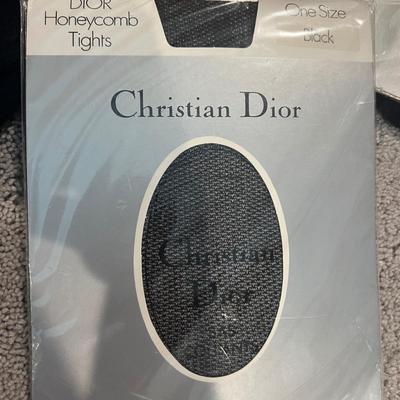 DIOR
Honeycomb
Tights
One Size
Black
Christian Dior
Christian
Dior